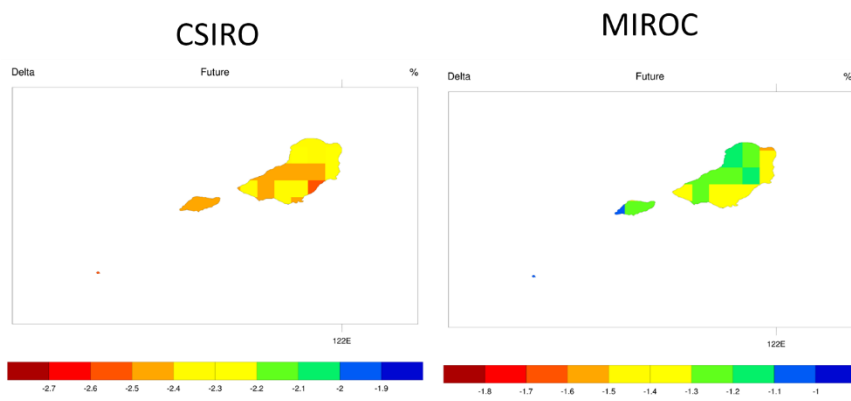 CSIRO
MIROC
Delta Future %
Delta Future %
122E
122E
-2.7 -2.6 -2.5 -2.4 -2.3 -2.2 -2.1 -2 -1.9
-1.8 -1.7 -1.6 -1.5 -1.4 -1.3 -1.2 -1.1 -1